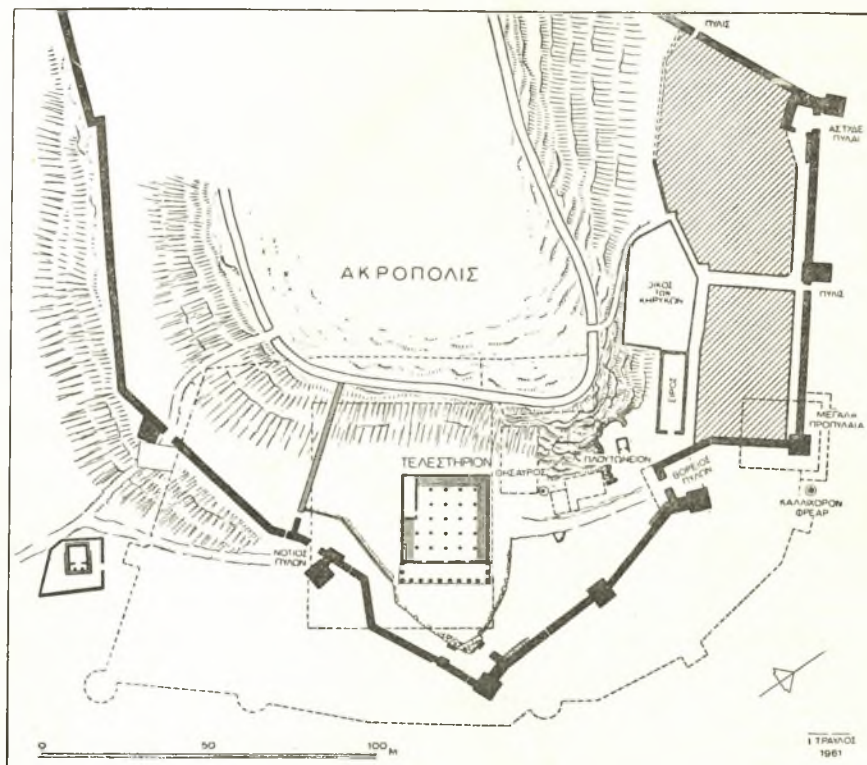 ΠΥΛΙΣ
ΑΣΤΥΔΕ
ΠΥΛΑΙ
ΑΚΡΟΠΟΛΙΣ
ΟΙΚΟΣ
ΤΩΝ
ΚΗΡΥΚΩΝ
ΠΥΛΙΣ
ΣΙΡΟΣ
ΜΕΓΑΛΑ
ΠΡΟΠΥΛΑΙΑ
ΤΕΛΕΣΤΗΡΙΟΝ
ΘΗΣΑΥΡΟΣ
ΠΛΟΥΤΩΝΕΙΟΝ
ΒΟΡΕΙΟΣ
ΠΥΛΩΝ
ΚΑΛΛΙΧΟΡΟΝ
ΦΡΕΑΡ
ΝΟΤΙΟΣ
ΠΥΛΩΝ
0 50 100 Μ
Ι ΤΡΑΥΛΟΣ
1961